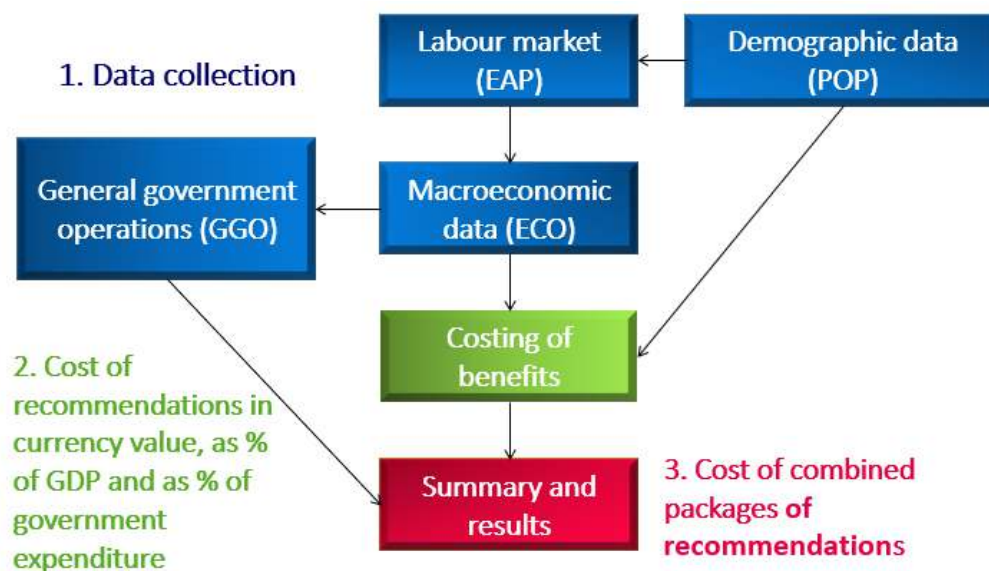 1. Data collection
Labour market
(EAP)
Demographic data
(POP)
General government
operations (GGO)
Macroeconomic
data (ECO)
Costing of
benefits
2. Cost of
recommendations in
currency value, as %
of GDP and as % of
government
expenditure
Summary and
results
3. Cost of combined
packages of
recommendations